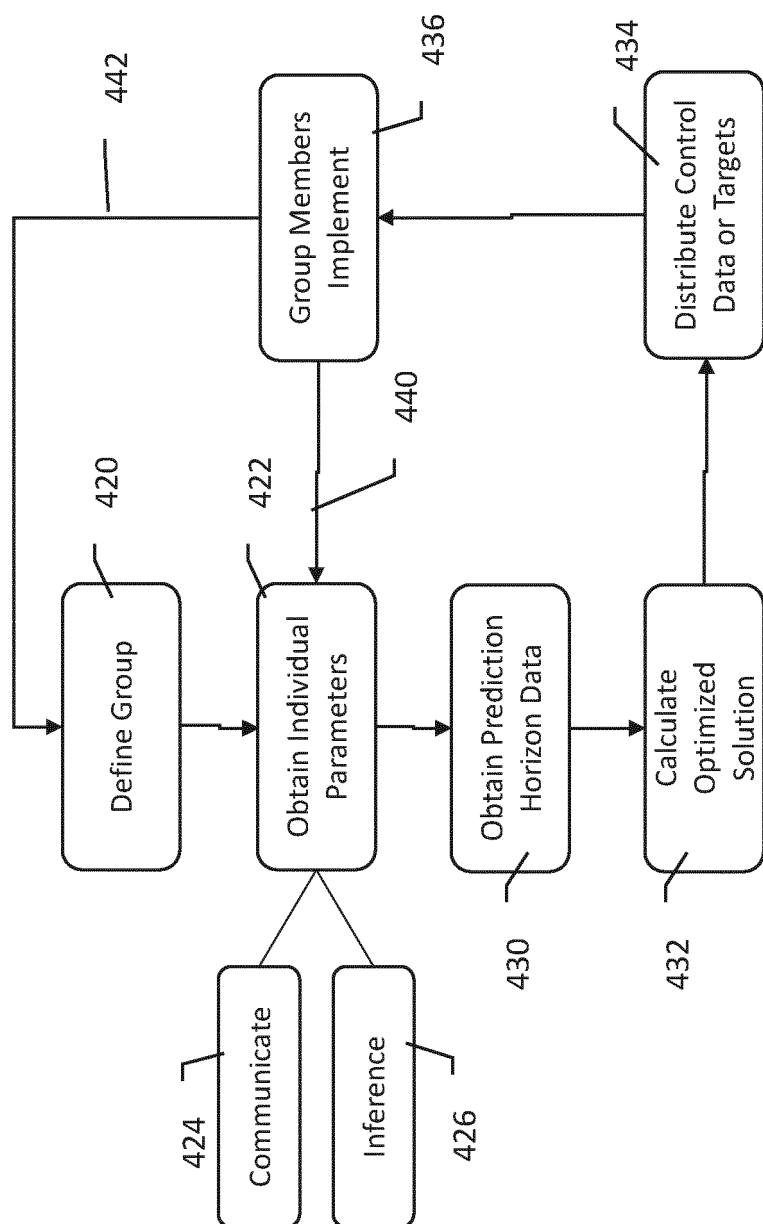 442
420
Define Group
424
Communicate
Inference
426
422
Obtain Individual
Parameters
440
Group Members
Implement
436
Obtain Prediction
Horizon Data
430
Calculate
Optimized
Solution
432
Distribute Control
Data or Targets
434